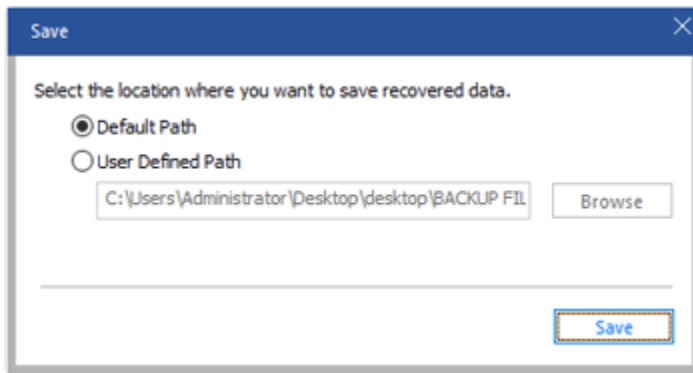 Save
Select the location where you want to save recovered data.
Default Path
User Defined Path
C:\Users\Administrator\Desktop\desktop\BACKUP FIL
Browse
Save